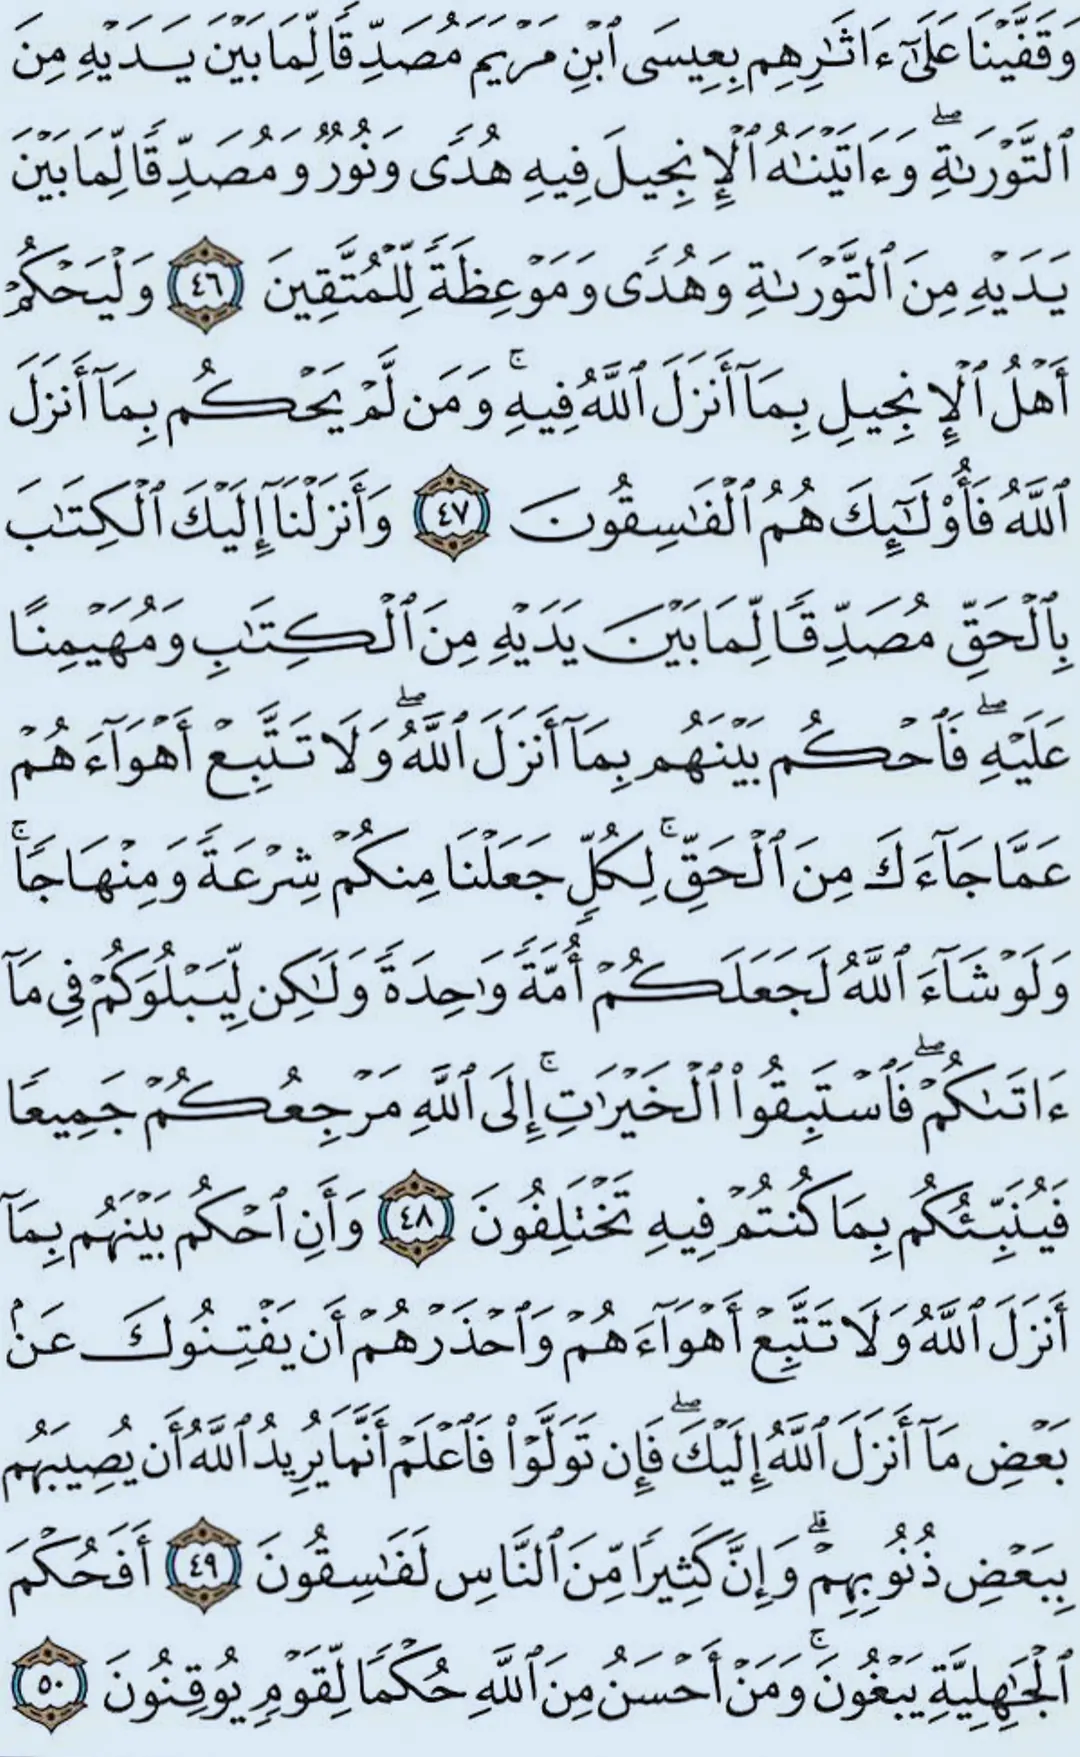 وَقَفَّيْنَا عَلَىٰٓ ءَاثَٰرِهِم بِعِيسَى ٱبْنِ مَرْيَمَ مُصَدِّقًا لِّمَا بَيْنَ يَدَيْهِ مِنَ
ٱلتَّوْرَىٰةِ ۖ وَءَاتَيْنَٰهُ ٱلْإِنجِيلَ فِيهِ هُدًى وَنُورٌ وَمُصَدِّقًا لِّمَا بَيْنَ
يَدَيْهِ مِنَ ٱلتَّوْرَىٰةِ وَهُدًى وَمَوْعِظَةً لِّلْمُتَّقِينَ ٤٦ وَلْيَحْكُمْ
أَهْلُ ٱلْإِنجِيلِ بِمَآ أَنزَلَ ٱللَّهُ فِيهِ ۚ وَمَن لَّمْ يَحْكُم بِمَآ أَنزَلَ
ٱللَّهُ فَأُو۟لَٰٓئِكَ هُمُ ٱلْفَٰسِقُونَ ٤٧ وَأَنزَلْنَآ إِلَيْكَ ٱلْكِتَٰبَ
بِٱلْحَقِّ مُصَدِّقًا لِّمَا بَيْنَ يَدَيْهِ مِنَ ٱلْكِتَٰبِ وَمُهَيْمِنًا
عَلَيْهِ ۖ فَٱحْكُم بَيْنَهُم بِمَآ أَنزَلَ ٱللَّهُ ۖ وَلَا تَتَّبِعْ أَهْوَآءَهُمْ
عَمَّا جَآءَكَ مِنَ ٱلْحَقِّ ۚ لِكُلٍّ جَعَلْنَا مِنكُمْ شِرْعَةً وَمِنْهَاجًا ۚ
وَلَوْ شَآءَ ٱللَّهُ لَجَعَلَكُمْ أُمَّةً وَٰحِدَةً وَلَٰكِن لِّيَبْلُوَكُمْ فِى مَآ
ءَاتَىٰكُمْ ۖ فَٱسْتَبِقُوا۟ ٱلْخَيْرَٰتِ ۚ إِلَى ٱللَّهِ مَرْجِعُكُمْ جَمِيعًا
فَيُنَبِّئُكُم بِمَا كُنتُمْ فِيهِ تَخْتَلِفُونَ ٤٨ وَأَنِ ٱحْكُم بَيْنَهُم بِمَآ
أَنزَلَ ٱللَّهُ وَلَا تَتَّبِعْ أَهْوَآءَهُمْ وَٱحْذَرْهُمْ أَن يَفْتِنُوكَ عَنۢ
بَعْضِ مَآ أَنزَلَ ٱللَّهُ إِلَيْكَ ۖ فَإِن تَوَلَّوْا۟ فَٱعْلَمْ أَنَّمَا يُرِيدُ ٱللَّهُ أَن يُصِيبَهُم
بِبَعْضِ ذُنُوبِهِمْ ۗ وَإِنَّ كَثِيرًا مِّنَ ٱلنَّاسِ لَفَٰسِقُونَ ٤٩ أَفَحُكْمَ
ٱلْجَٰهِلِيَّةِ يَبْغُونَ ۚ وَمَنْ أَحْسَنُ مِنَ ٱللَّهِ حُكْمًا لِّقَوْمٍ يُوقِنُونَ ٥٠